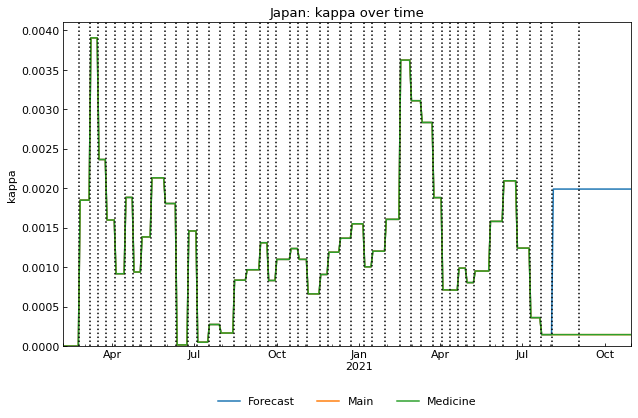 Japan: kappa over time
0.0040
0.0035
0.0030
0.0025
0.0020
0.0015
0.0010
0.0005
0.0000
kappa
Apr Jul Oct Jan Apr Jul Oct
2021
Forecast Main Medicine